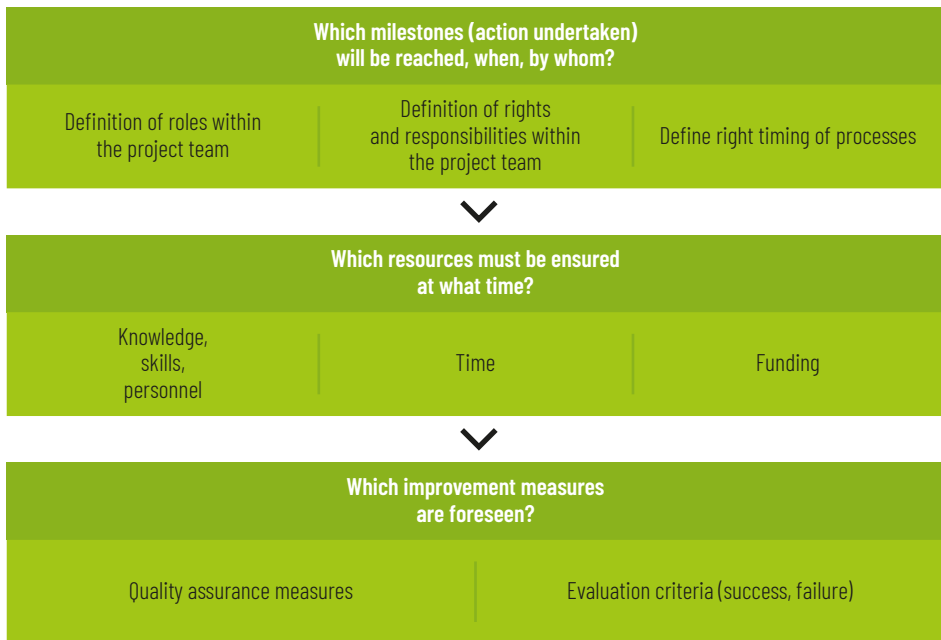 Which milestones (action undertaken)
will be reached, when, by whom?
Definition of roles within
the project team
Definition of rights
and responsibilities within
the project team
Define right timing of processes
Which resources must be ensured
at what time?
Knowledge,
skills,
personnel
Time
Funding
Which improvement measures
are foreseen?
Quality assurance measures
Evaluation criteria (success, failure)